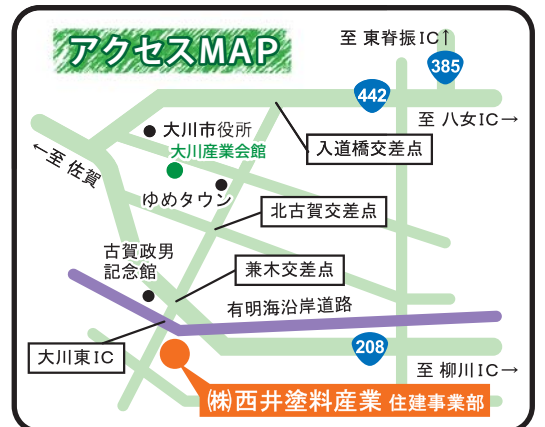 アクセスMAP
至 東脊振IC↑
385
442
至 八女IC→
大川市役所
大川産業会館
入道橋交差点
←至 佐賀
ゆめタウン
北古賀交差点
古賀政男
記念館
兼木交差点
有明海沿岸道路
大川東IC
208
至 柳川IC→
㈱西井塗料産業 住建事業部